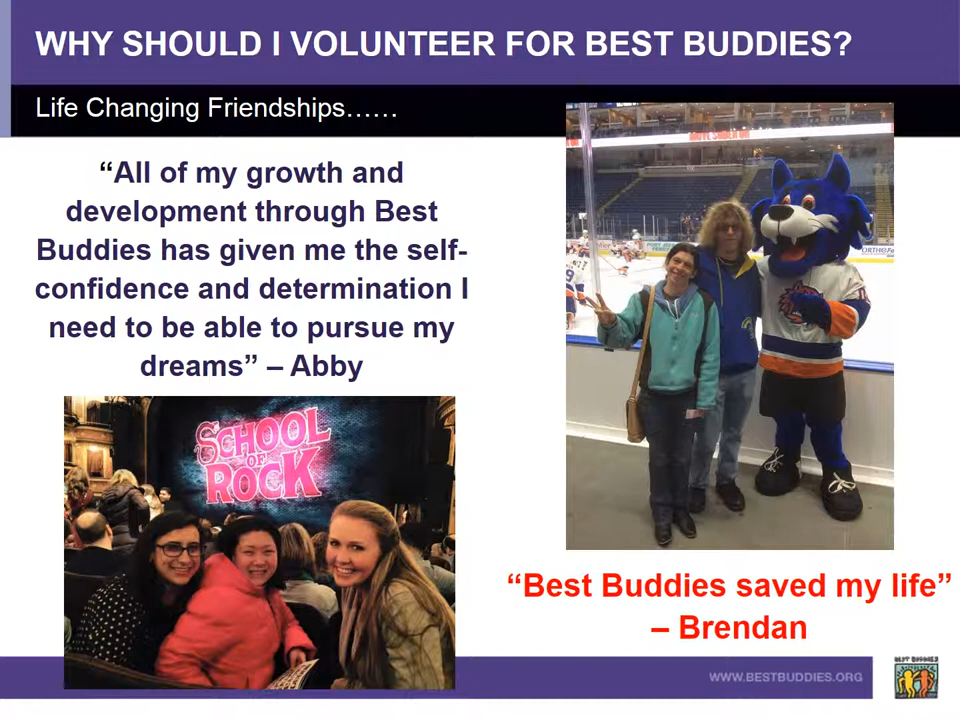 WHY SHOULD I VOLUNTEER FOR BEST BUDDIES?
Life Changing Friendships……
“All of my growth and
development through Best
Buddies has given me the self-
confidence and determination I
need to be able to pursue my
dreams” – Abby
SCHOOL
OF
ROCK
“Best Buddies saved my life”
– Brendan
WWW.BESTBUDDIES.ORG
BEST BUDDIES